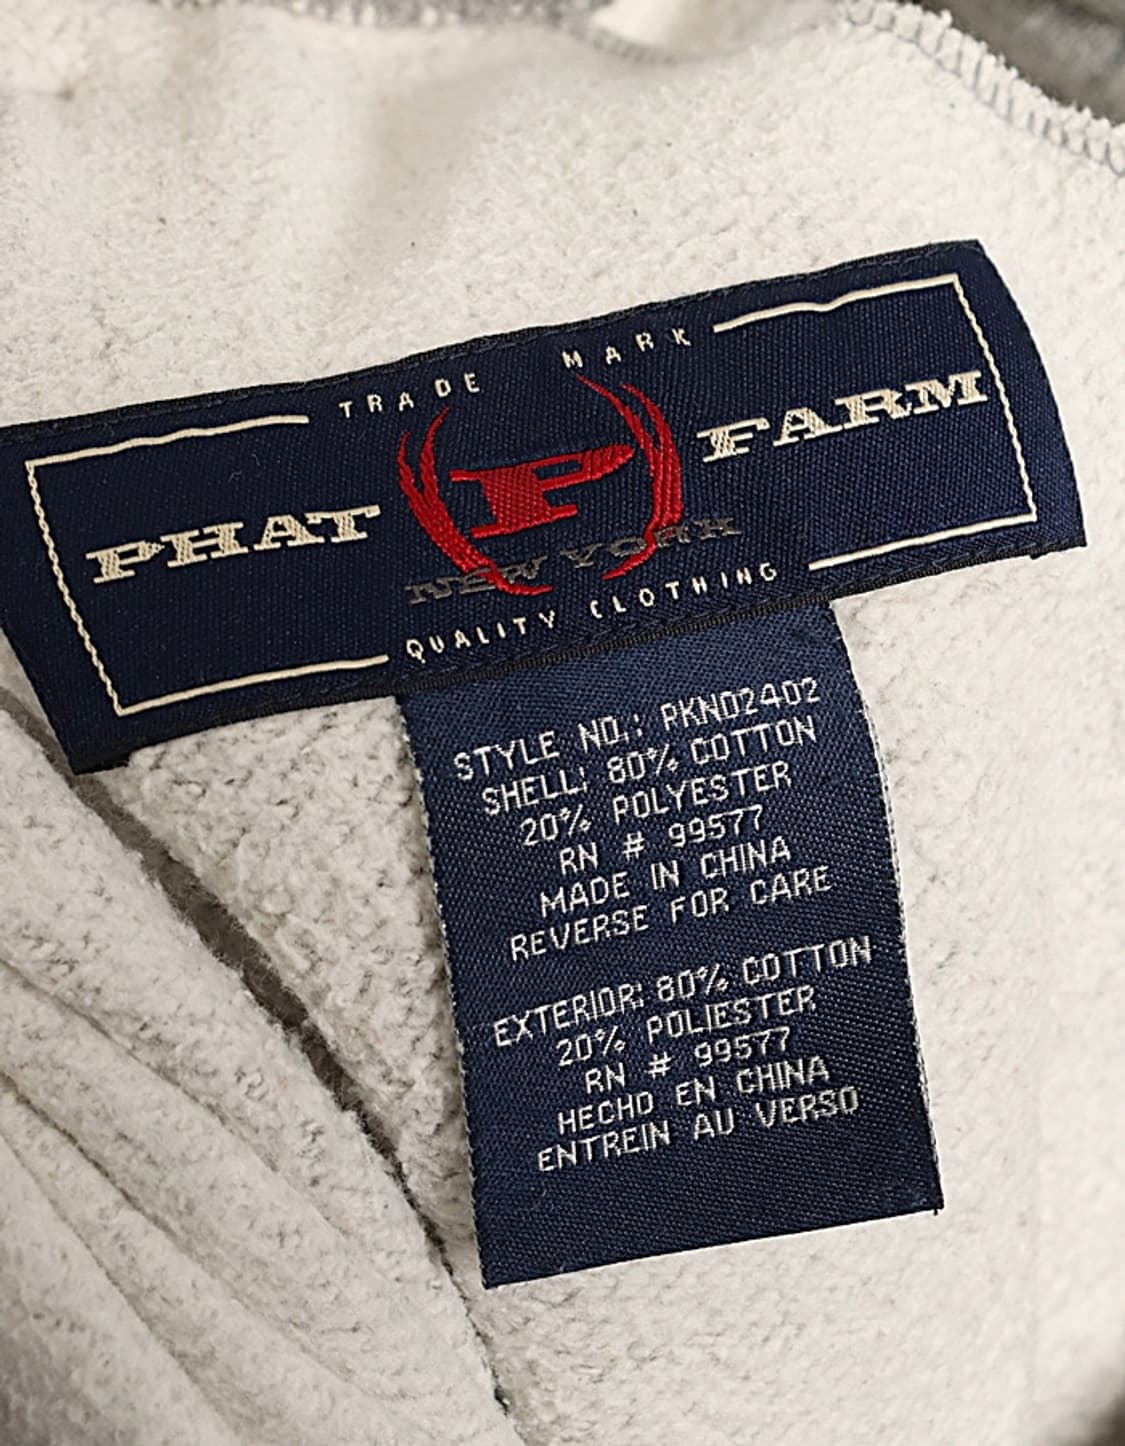 TRADE MARK
PHAT P FARM
NEW YORK
QUALITY CLOTHING
STYLE NO.: PKN02402
SHELL: 80% COTTON
20% POLYESTER
RN # 99577
MADE IN CHINA
REVERSE FOR CARE
EXTERIOR: 80% COTTON
20% POLIESTER
RN # 99577
HECHO EN CHINA
ENTREIN AU VERSO